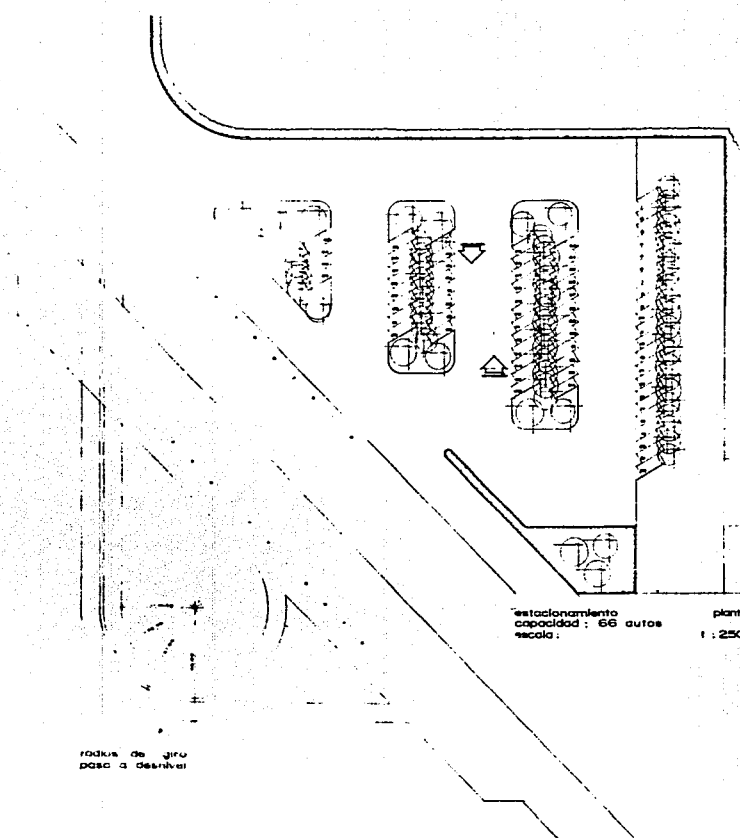 estacionamiento plant
capacidad : 66 autos
escala : 1 : 250
radios de giro
paso a desnivel